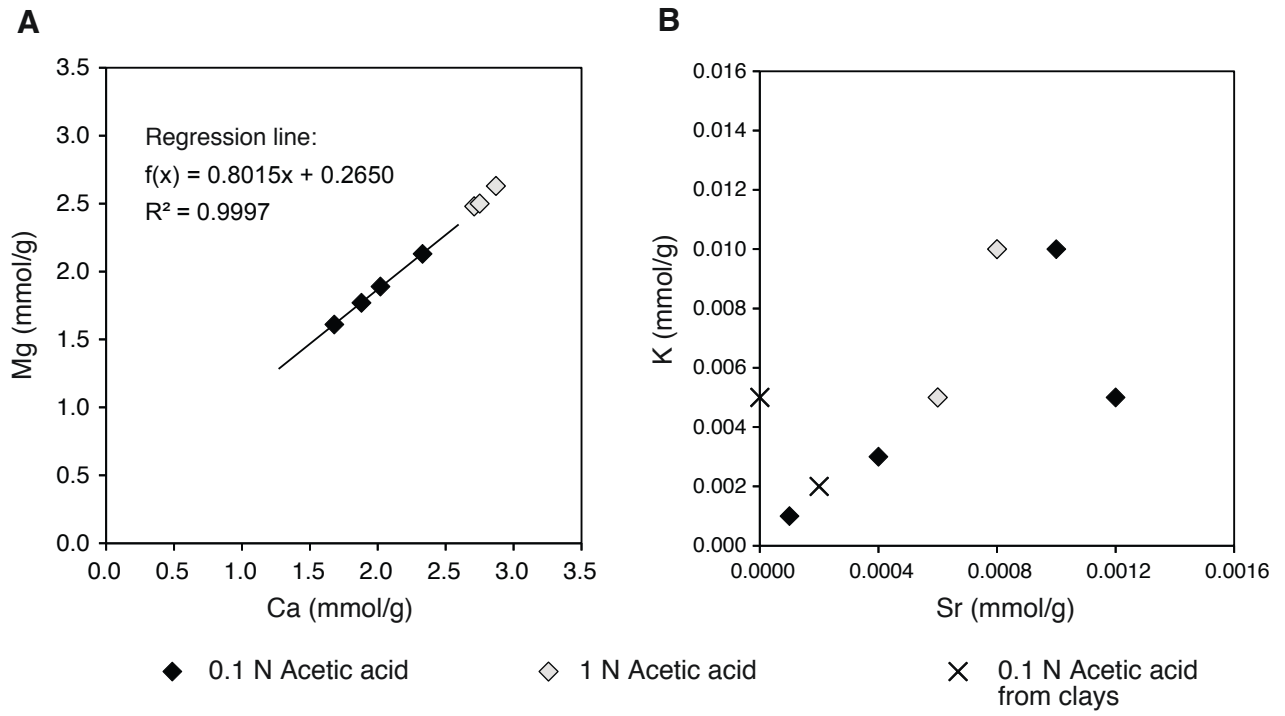 A
B
3.5
3.0
2.5
2.0
1.5
1.0
0.5
0.0
Mg (mmol/g)
Regression line:
f(x) = 0.8015x + 0.2650
R² = 0.9997
0.0 0.5 1.0 1.5 2.0 2.5 3.0 3.5
Ca (mmol/g)
0.016
0.014
0.012
0.010
0.008
0.006
0.004
0.002
0.000
K (mmol/g)
0.0000 0.0004 0.0008 0.0012 0.0016
Sr (mmol/g)
0.1 N Acetic acid
1 N Acetic acid
0.1 N Acetic acid
from clays